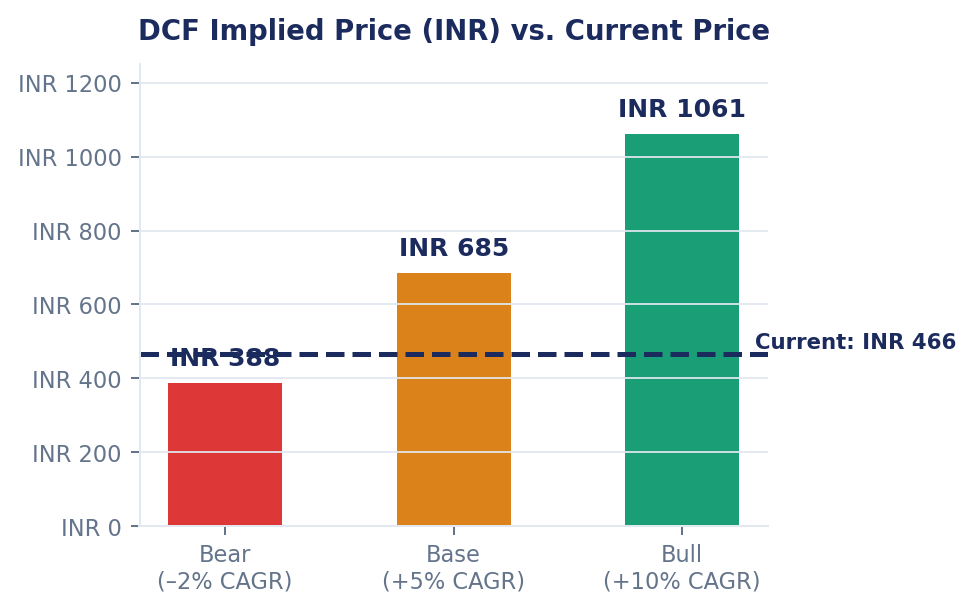 DCF Implied Price (INR) vs. Current Price
INR 1200
INR 1000
INR 800
INR 600
INR 400
INR 200
INR 0
INR 388
INR 685
INR 1061
Current: INR 466
Bear
(–2% CAGR)
Base
(+5% CAGR)
Bull
(+10% CAGR)